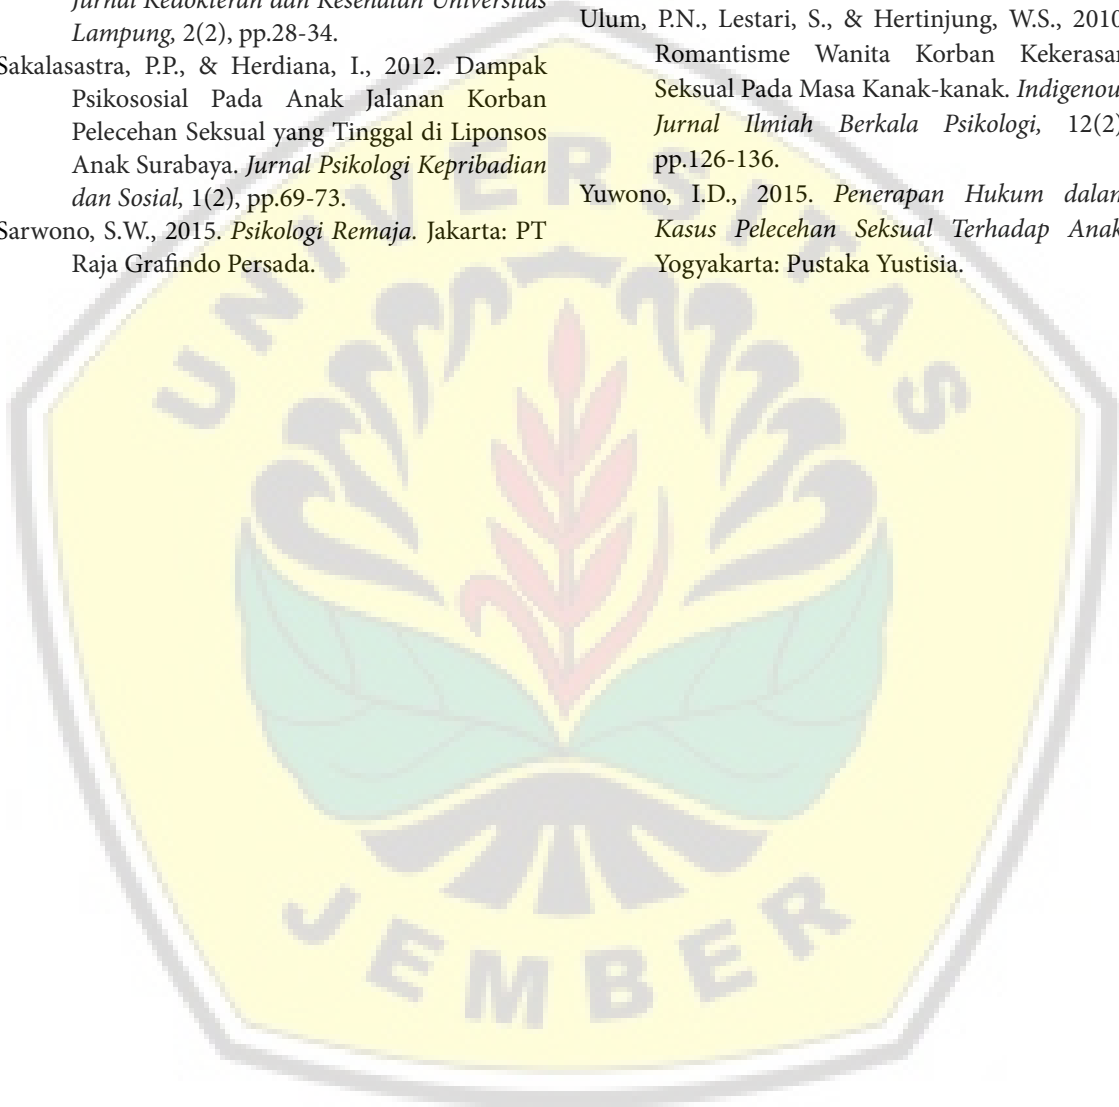 Jurnal Kedokteran dan Kesehatan Universitas
Lampung, 2(2), pp.28-34.
Sakalasastra, P.P., & Herdiana, I., 2012. Dampak
Psikososial Pada Anak Jalanan Korban
Pelecehan Seksual yang Tinggal di Liponsos
Anak Surabaya. Jurnal Psikologi Kepribadian
dan Sosial, 1(2), pp.69-73.
Sarwono, S.W., 2015. Psikologi Remaja. Jakarta: PT
Raja Grafindo Persada.
Ulum, P.N., Lestari, S., & Hertinjung, W.S., 2010
Romantisme Wanita Korban Kekerasan
Seksual Pada Masa Kanak-kanak. Indigenou
Jurnal Ilmiah Berkala Psikologi, 12(2)
pp.126-136.
Yuwono, I.D., 2015. Penerapan Hukum dalam
Kasus Pelecehan Seksual Terhadap Anak
Yogyakarta: Pustaka Yustisia.
UNIVERSITAS
JEMBER